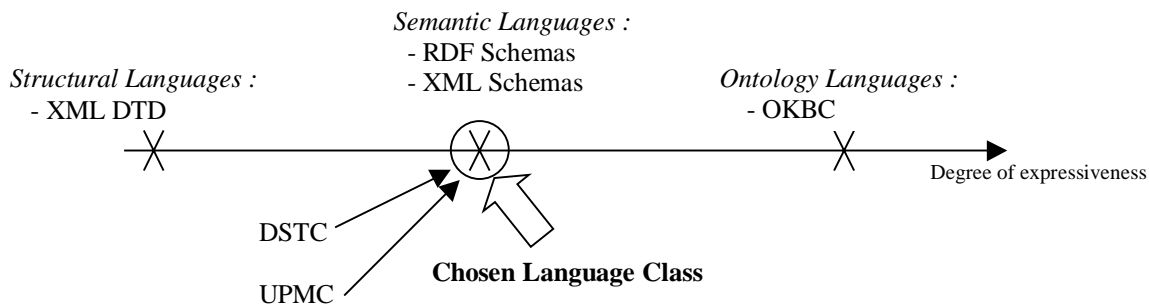 Semantic Languages :
- RDF Schemas
- XML Schemas
Structural Languages :
- XML DTD
Ontology Languages :
- OKBC
Degree of expressiveness
DSTC
UPMC
Chosen Language Class